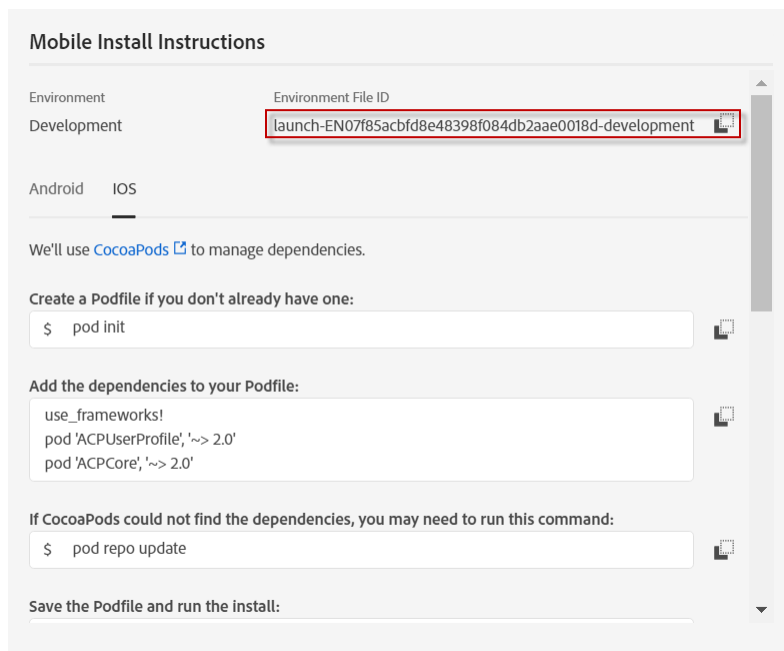 Mobile Install Instructions
Environment
Environment File ID
Development
launch-EN07f85acbfd8e48398f084db2aae0018d-development
Android
IOS
We'll use CocoaPods to manage dependencies.
Create a Podfile if you don't already have one:
$ pod init
Add the dependencies to your Podfile:
use_frameworks!
pod 'ACPUserProfile', '~> 2.0'
pod 'ACPCore', '~> 2.0'
If CocoaPods could not find the dependencies, you may need to run this command:
$ pod repo update
Save the Podfile and run the install: